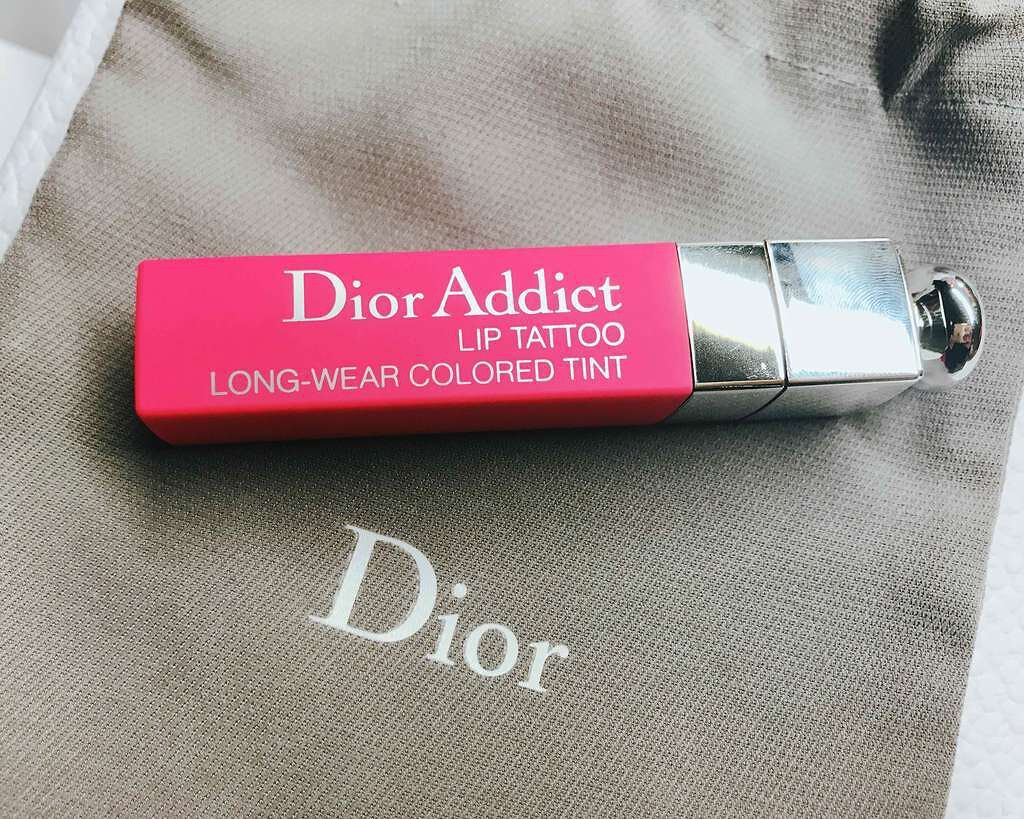 Dior Addict
LIP TATTOO
LONG-WEAR COLORED TINT
Dior